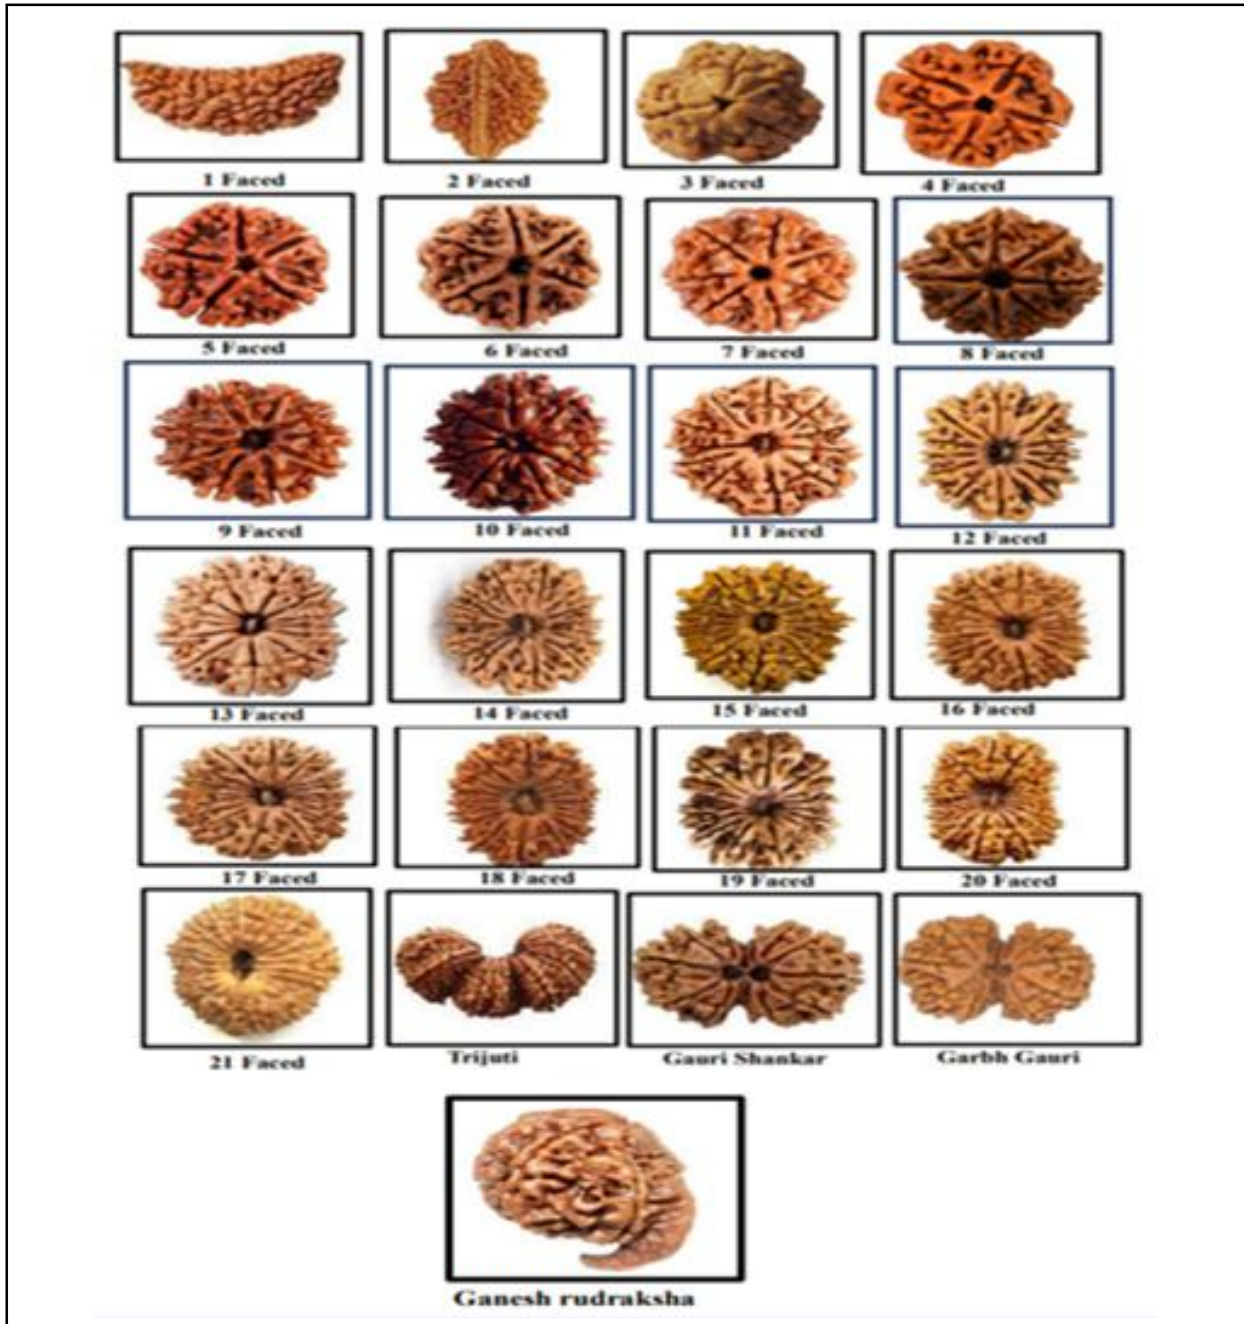 1 Faced
2 Faced
3 Faced
4 Faced
5 Faced
6 Faced
7 Faced
8 Faced
9 Faced
10 Faced
11 Faced
12 Faced
13 Faced
14 Faced
15 Faced
16 Faced
17 Faced
18 Faced
19 Faced
20 Faced
21 Faced
Trijuti
Gauri Shankar
Garbh Gauri
Ganesh rudraksha